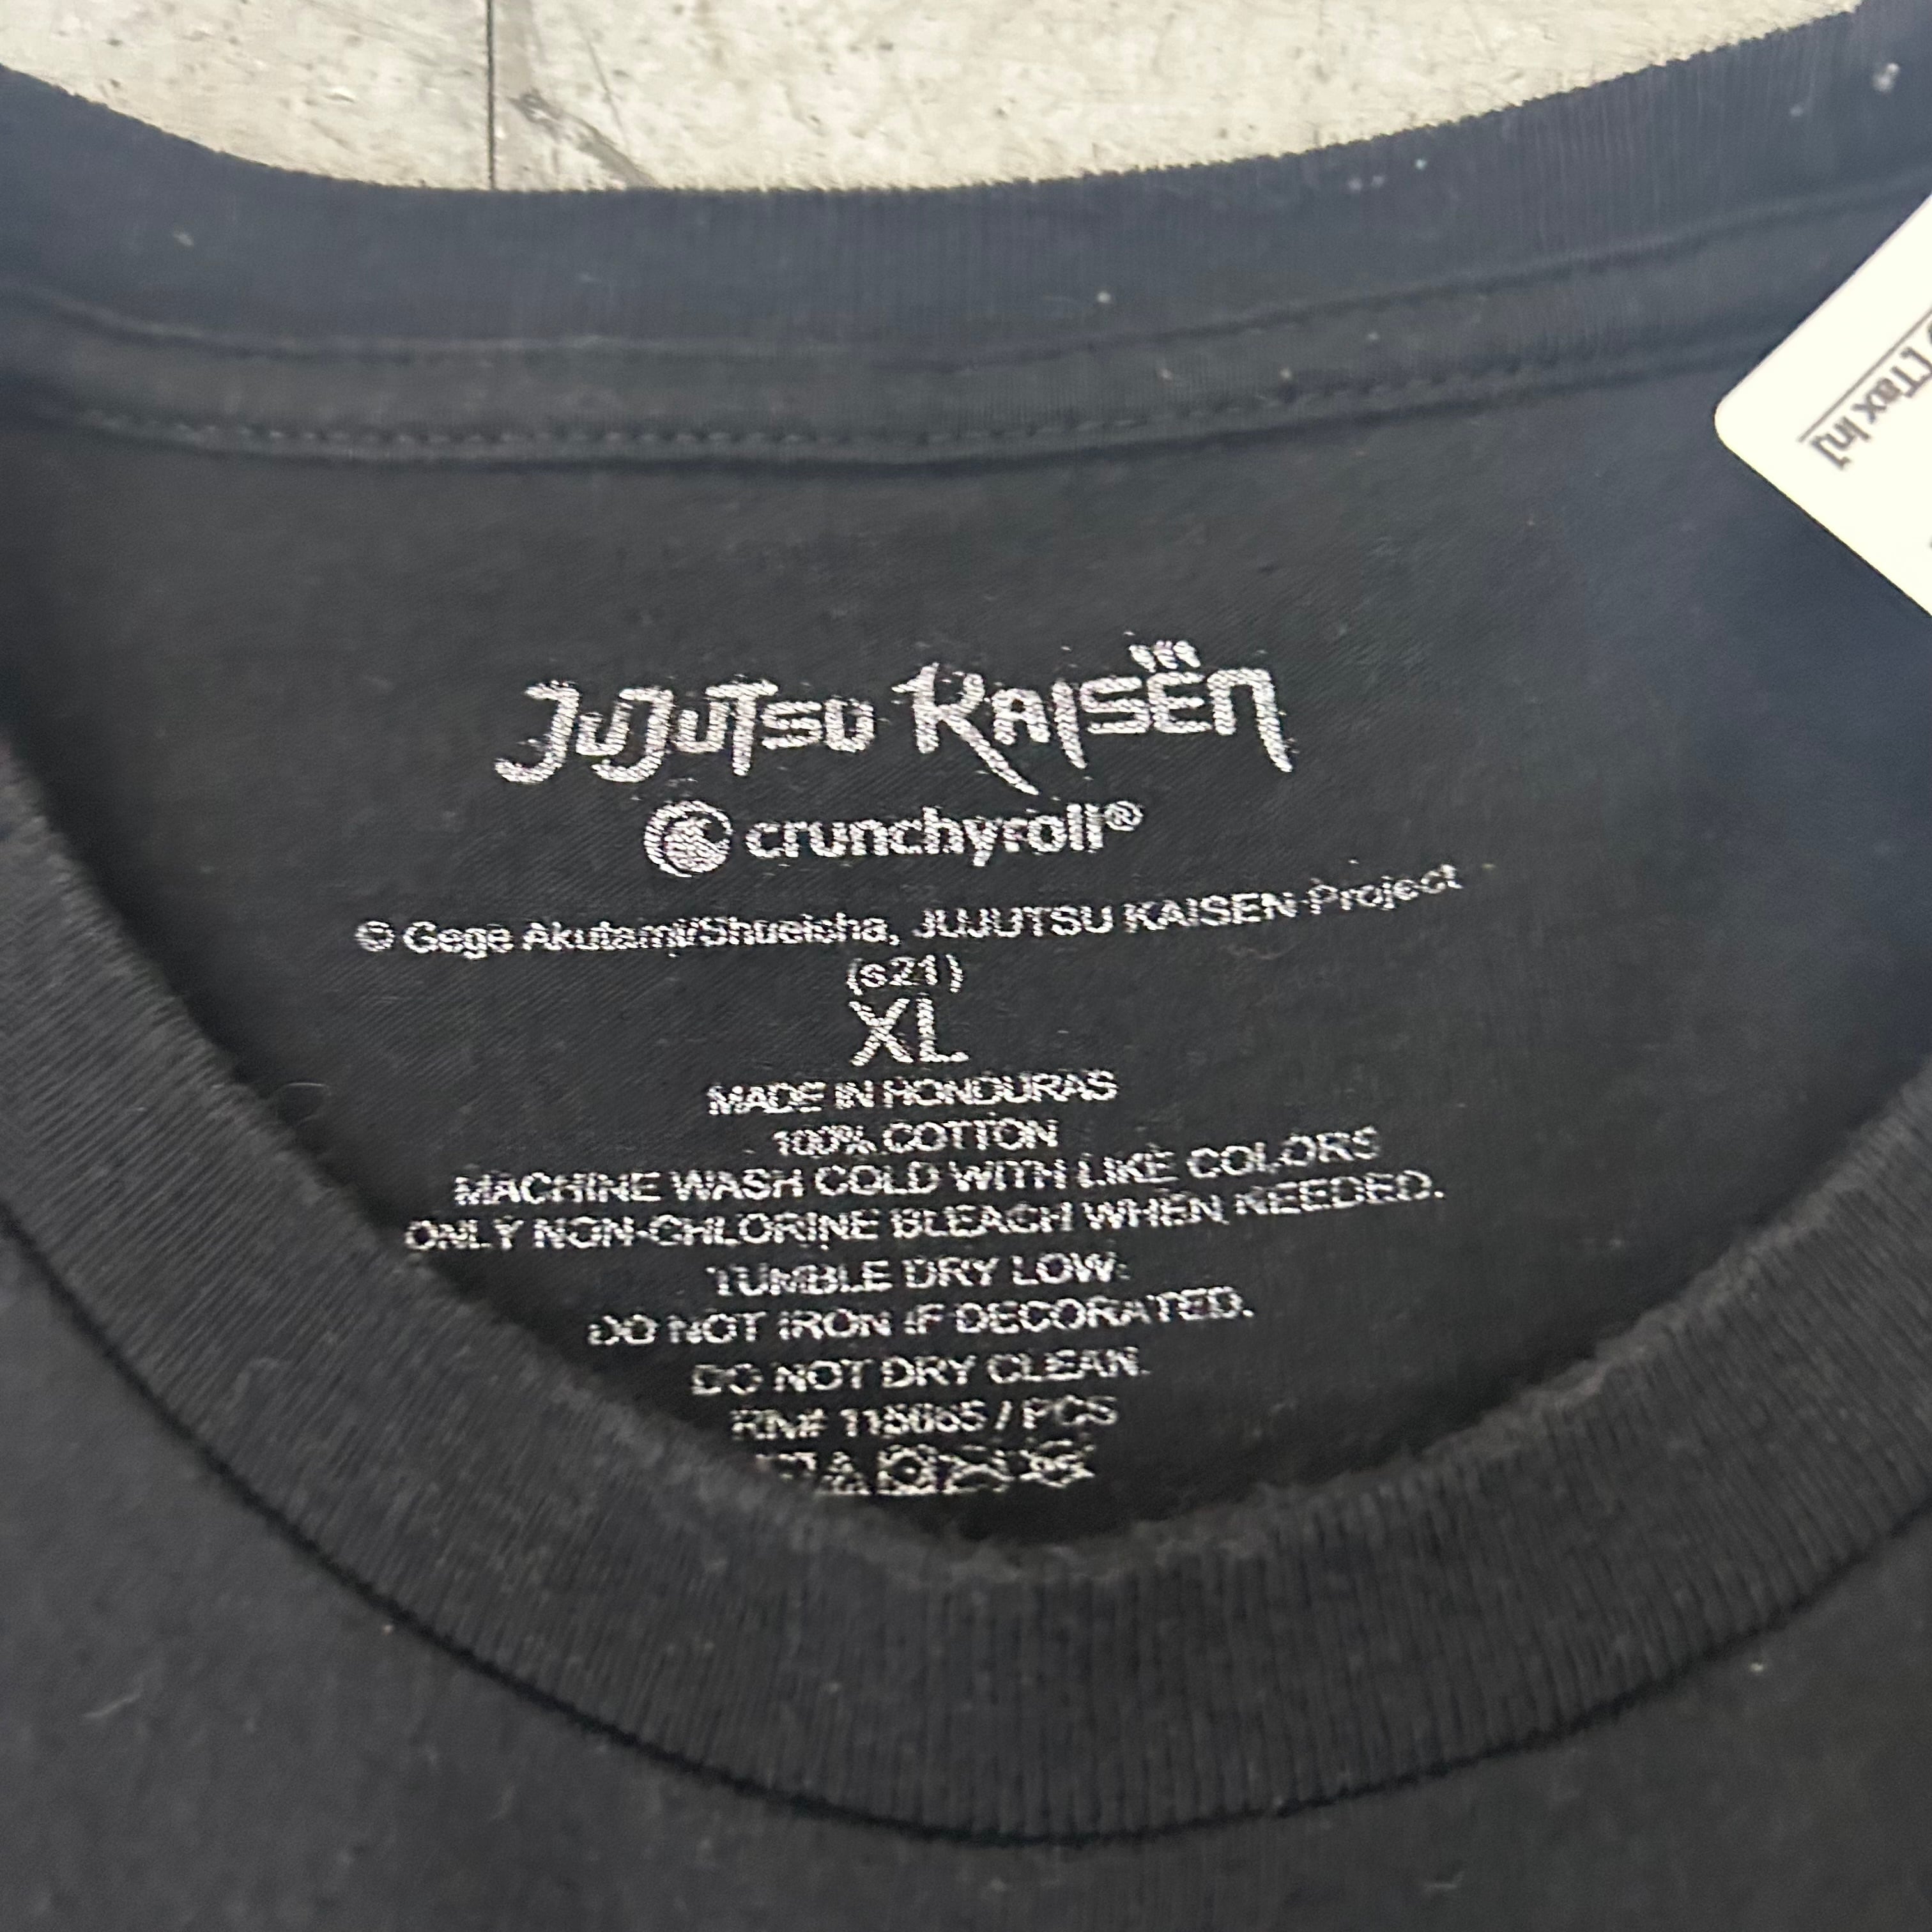 JUJUTSU KAISEN
crunchyroll®
© Gege Akutami/Shueisha, JUJUTSU KAISEN Project
(s21)
XL
MADE IN HONDURAS
100% COTTON
MACHINE WASH COLD WITH LIKE COLORS
ONLY NON-CHLORINE BLEACH WHEN NEEDED.
TUMBLE DRY LOW.
DO NOT IRON IF DECORATED.
DO NOT DRY CLEAN.
RN# / PCS
[Tax In]